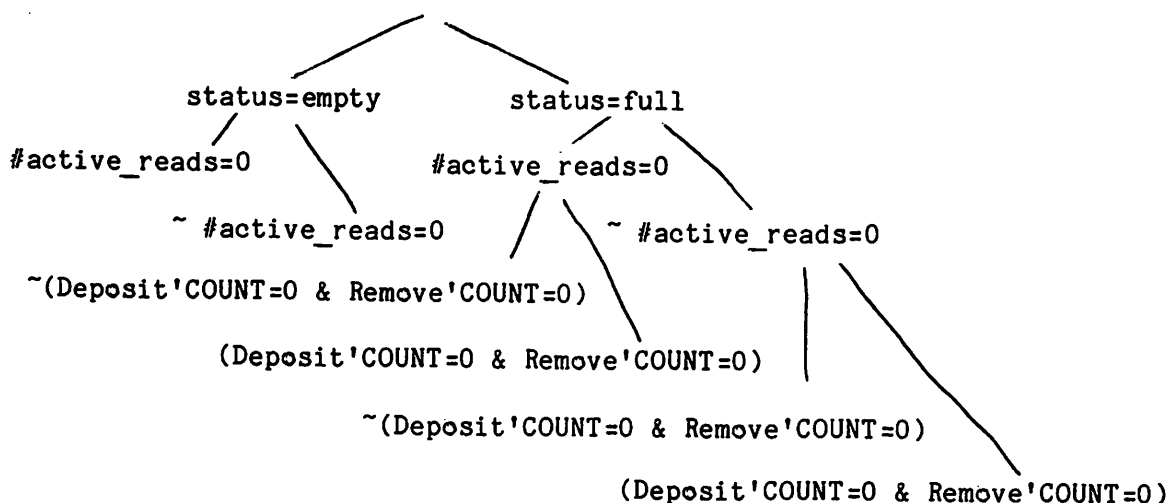 status=empty status=full
#active_reads=0 #active_reads=0
~ #active_reads=0 ~ #active_reads=0
~(Deposit'COUNT=0 & Remove'COUNT=0)
(Deposit'COUNT=0 & Remove'COUNT=0)
~(Deposit'COUNT=0 & Remove'COUNT=0)
(Deposit'COUNT=0 & Remove'COUNT=0)